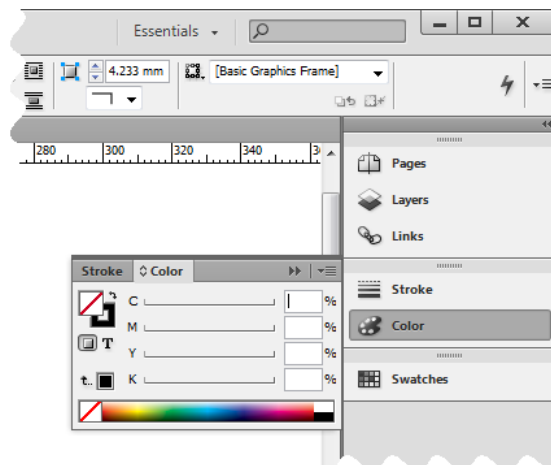 Essentials
4.233 mm [Basic Graphics Frame]
280 300 320 340 3
Pages
Layers
Links
Stroke
Color
Swatches
Stroke Color
C %
M %
T
Y %
t.. K %